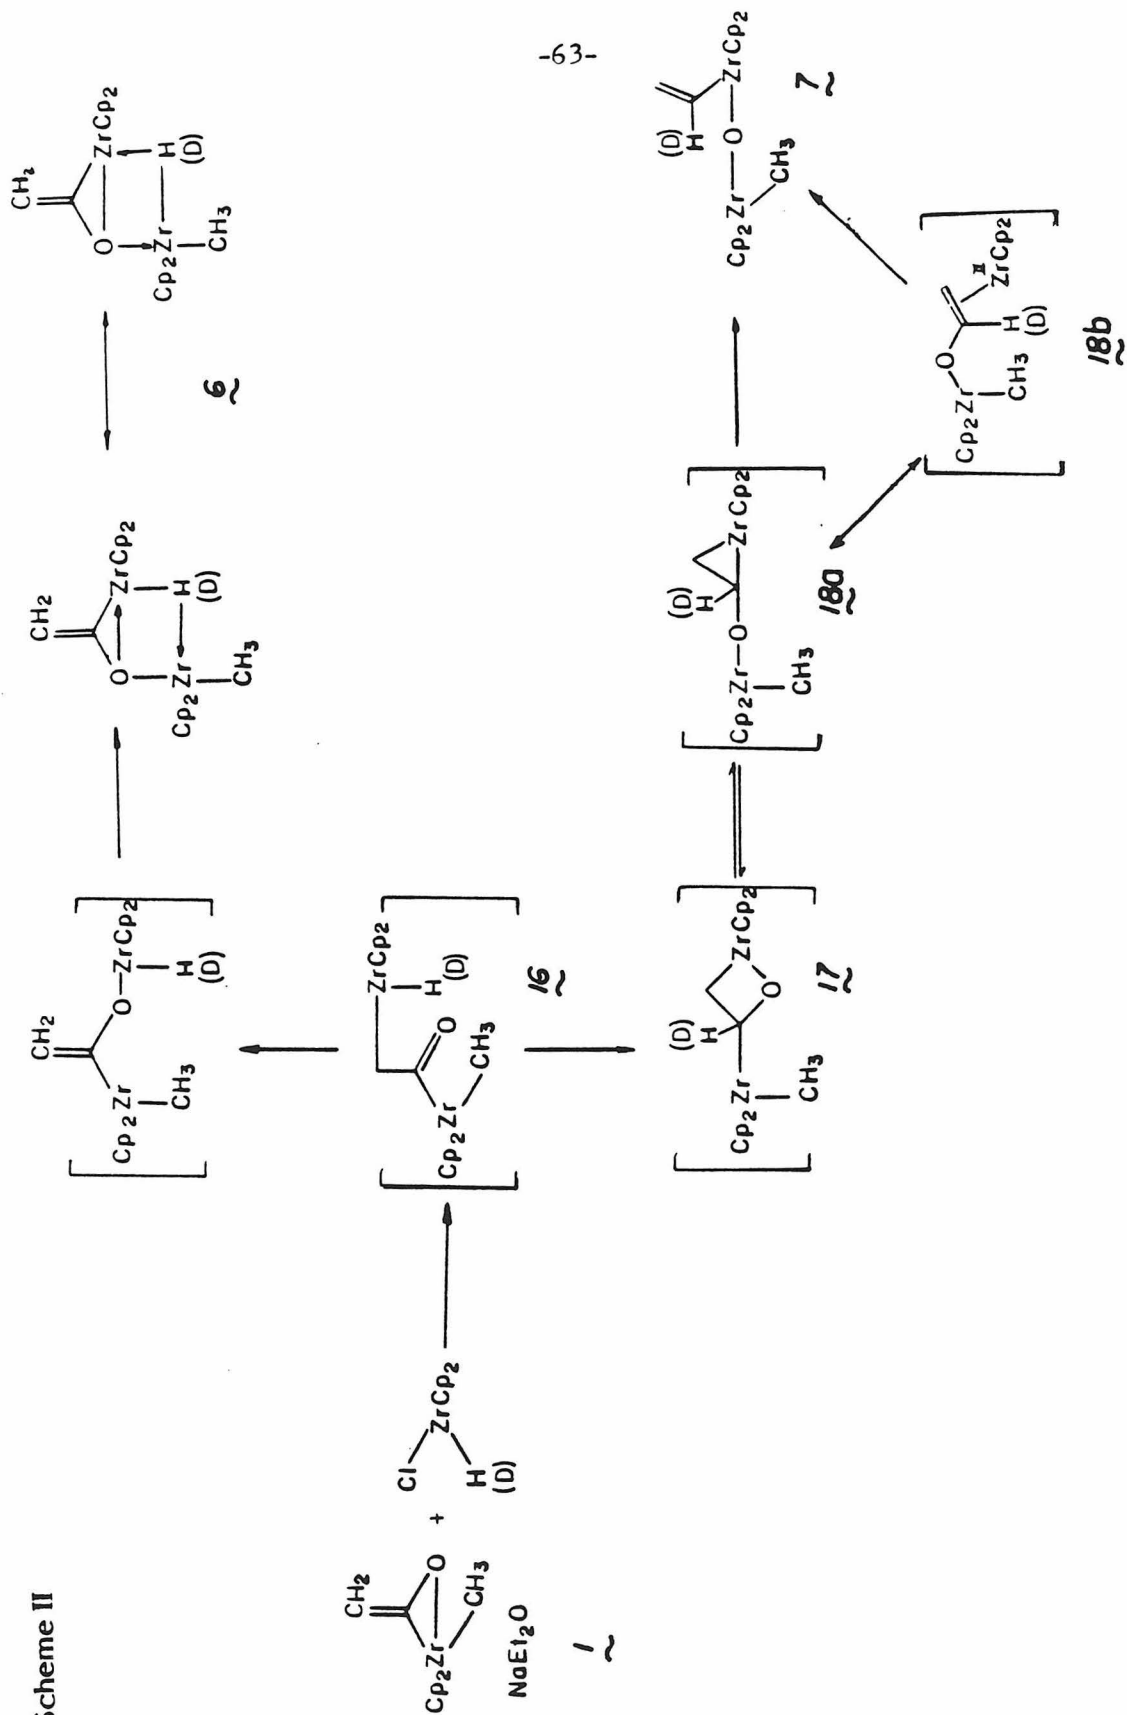 -63-
Scheme II
CH2
Cp2Zr
O
CH3
NaEt2O
1
+
Cl
ZrCp2
H
(D)
CH2
Cp2Zr
O
ZrCp2
CH3
H
(D)
ZrCp2
H
(D)
O
Cp2Zr
CH3
16
(D)
H
ZrCp2
O
Cp2Zr
CH3
17
CH2
O
ZrCp2
Cp2Zr
H
(D)
CH3
6
CH2
O
ZrCp2
Cp2Zr
H
(D)
CH3
(D)
H
Cp2Zr
O
ZrCp2
CH3
18a
Cp2Zr
O
CH3
H
(D)
II
ZrCp2
18b
(D)
H
Cp2Zr
O
ZrCp2
CH3
7